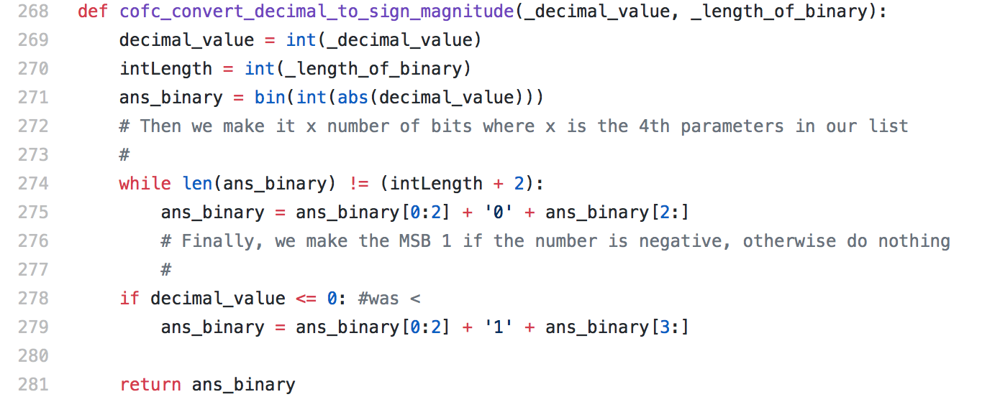 268 def cofc_convert_decimal_to_sign_magnitude(_decimal_value, _length_of_binary):
269     decimal_value = int(_decimal_value)
270     intLength = int(_length_of_binary)
271     ans_binary = bin(int(abs(decimal_value)))
272     # Then we make it x number of bits where x is the 4th parameters in our list
273     #
274     while len(ans_binary) != (intLength + 2):
275         ans_binary = ans_binary[0:2] + '0' + ans_binary[2:]
276         # Finally, we make the MSB 1 if the number is negative, otherwise do nothing
277         #
278     if decimal_value <= 0: #was <
279         ans_binary = ans_binary[0:2] + '1' + ans_binary[3:]
280
281     return ans_binary